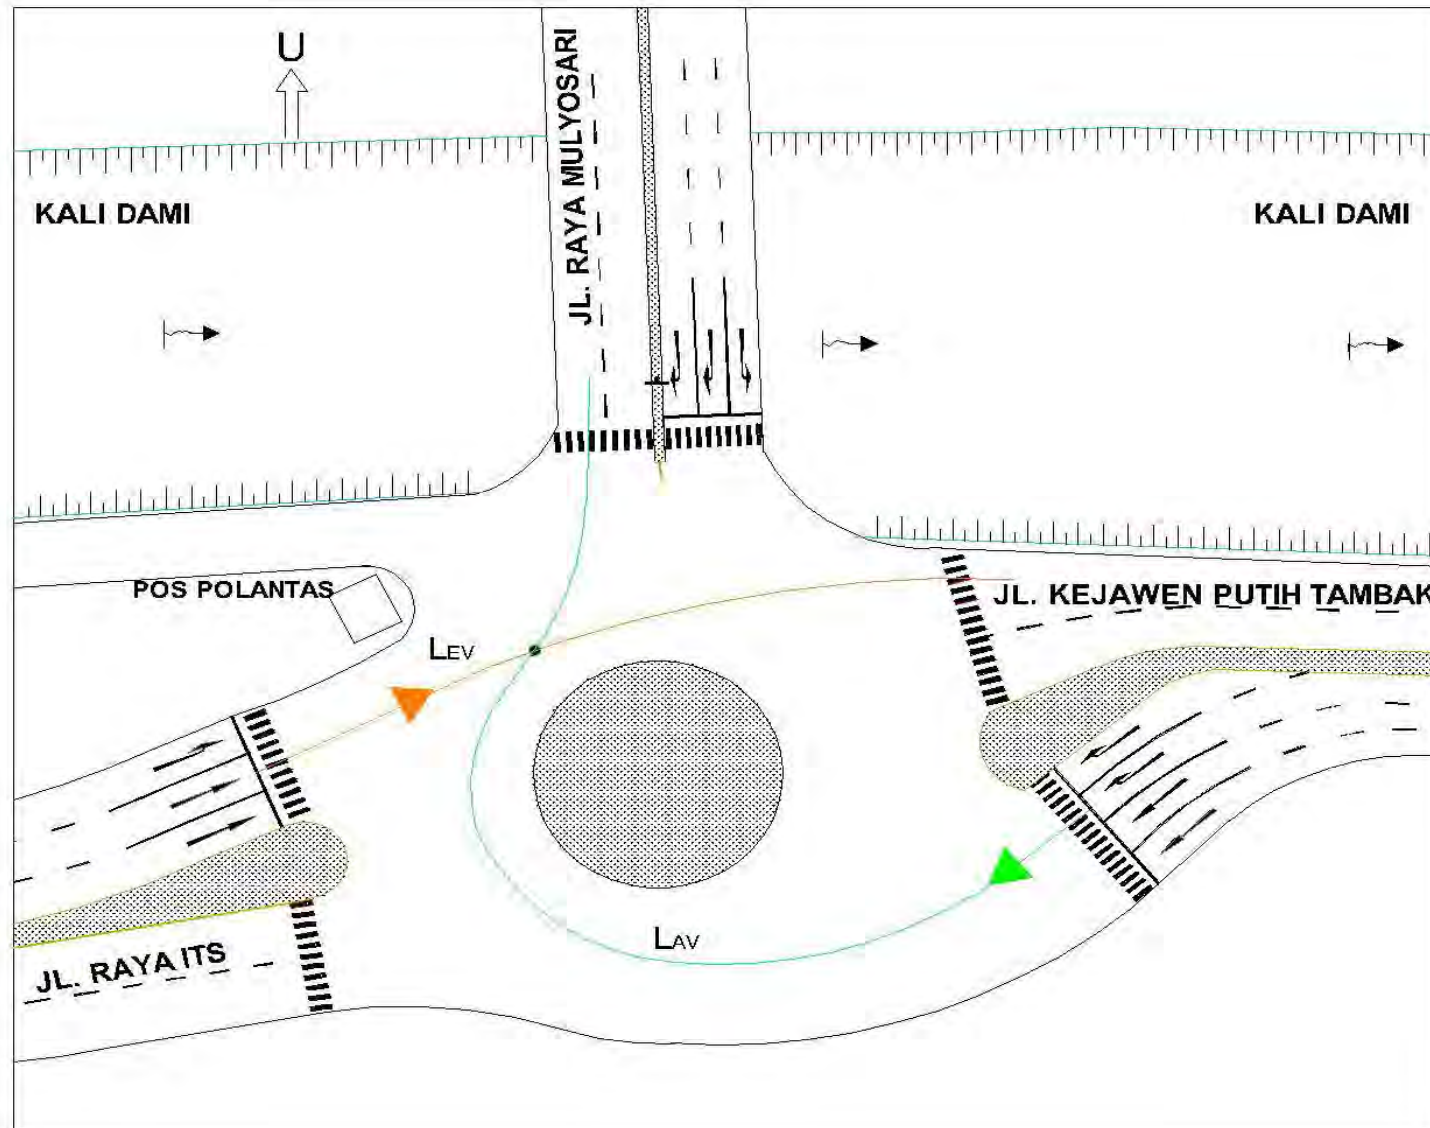 U
JL. RAYA MULYOSARI
KALI DAMI
KALI DAMI
POS POLANTAS
JL. KEJAWEN PUTIH TAMBAK
LEV
LAV
JL. RAYA ITS